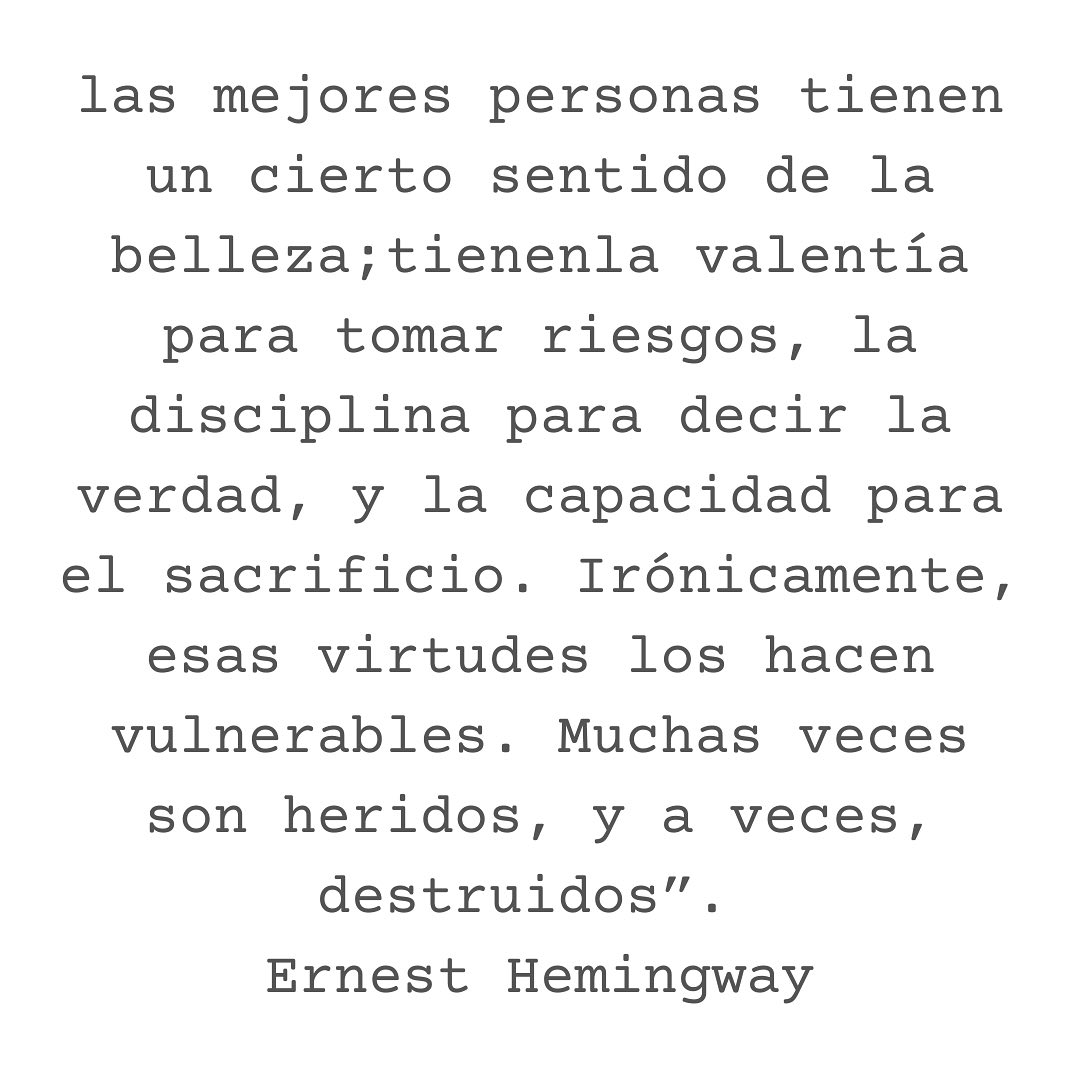 las mejores personas tienen
un cierto sentido de la
belleza;tienenla valentía
para tomar riesgos, la
disciplina para decir la
verdad, y la capacidad para
el sacrificio. Irónicamente,
esas virtudes los hacen
vulnerables. Muchas veces
son heridos, y a veces,
destruidos”.
Ernest Hemingway